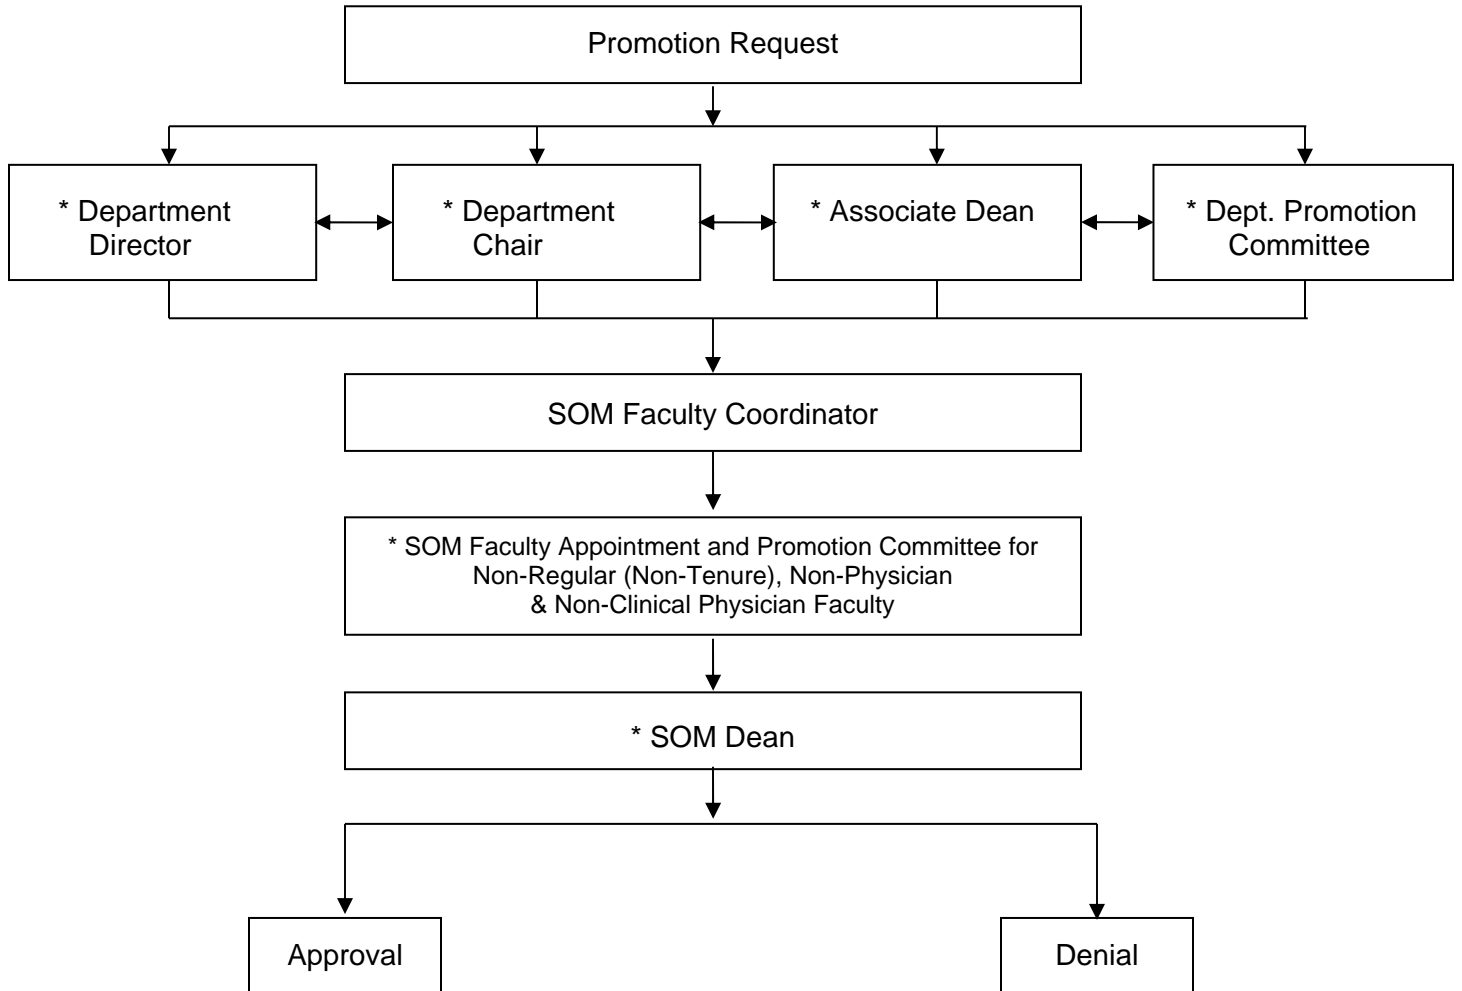 Promotion Request
* Department
Director
* Department
Chair
* Associate Dean
* Dept. Promotion
Committee
SOM Faculty Coordinator
* SOM Faculty Appointment and Promotion Committee for
Non-Regular (Non-Tenure), Non-Physician
& Non-Clinical Physician Faculty
* SOM Dean
Approval
Denial